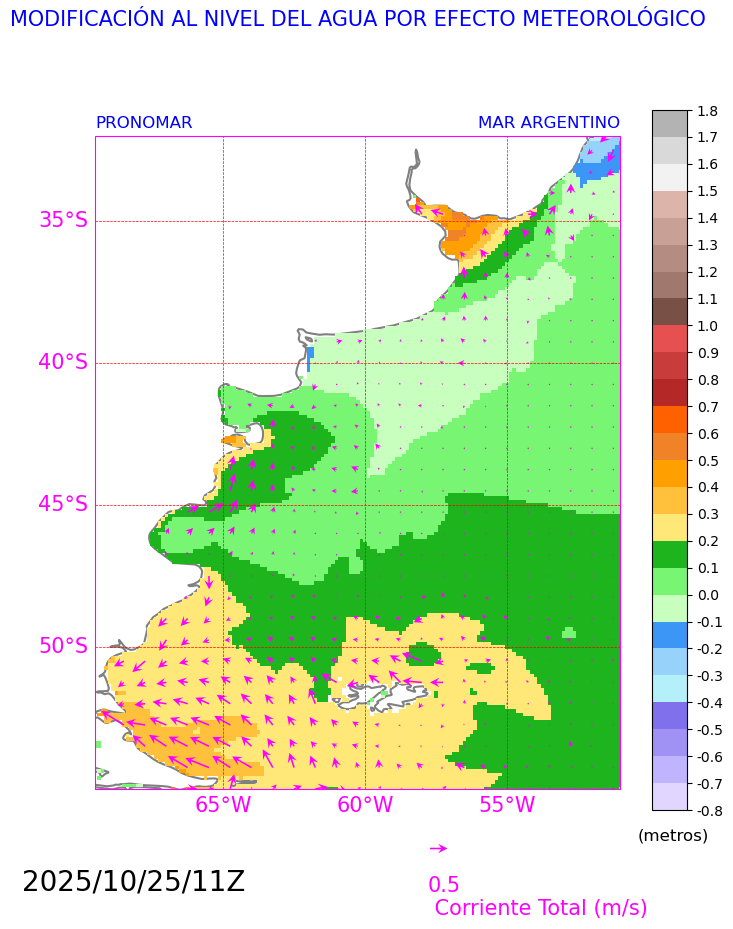 MODIFICACIÓN AL NIVEL DEL AGUA POR EFECTO METEOROLÓGICO
PRONOMAR MAR ARGENTINO
35°S
40°S
45°S
50°S
65°W 60°W 55°W
1.8
1.7
1.6
1.5
1.4
1.3
1.2
1.1
1.0
0.9
0.8
0.7
0.6
0.5
0.4
0.3
0.2
0.1
0.0
-0.1
-0.2
-0.3
-0.4
-0.5
-0.6
-0.7
-0.8
(metros)
2025/10/25/11Z
0.5
Corriente Total (m/s)